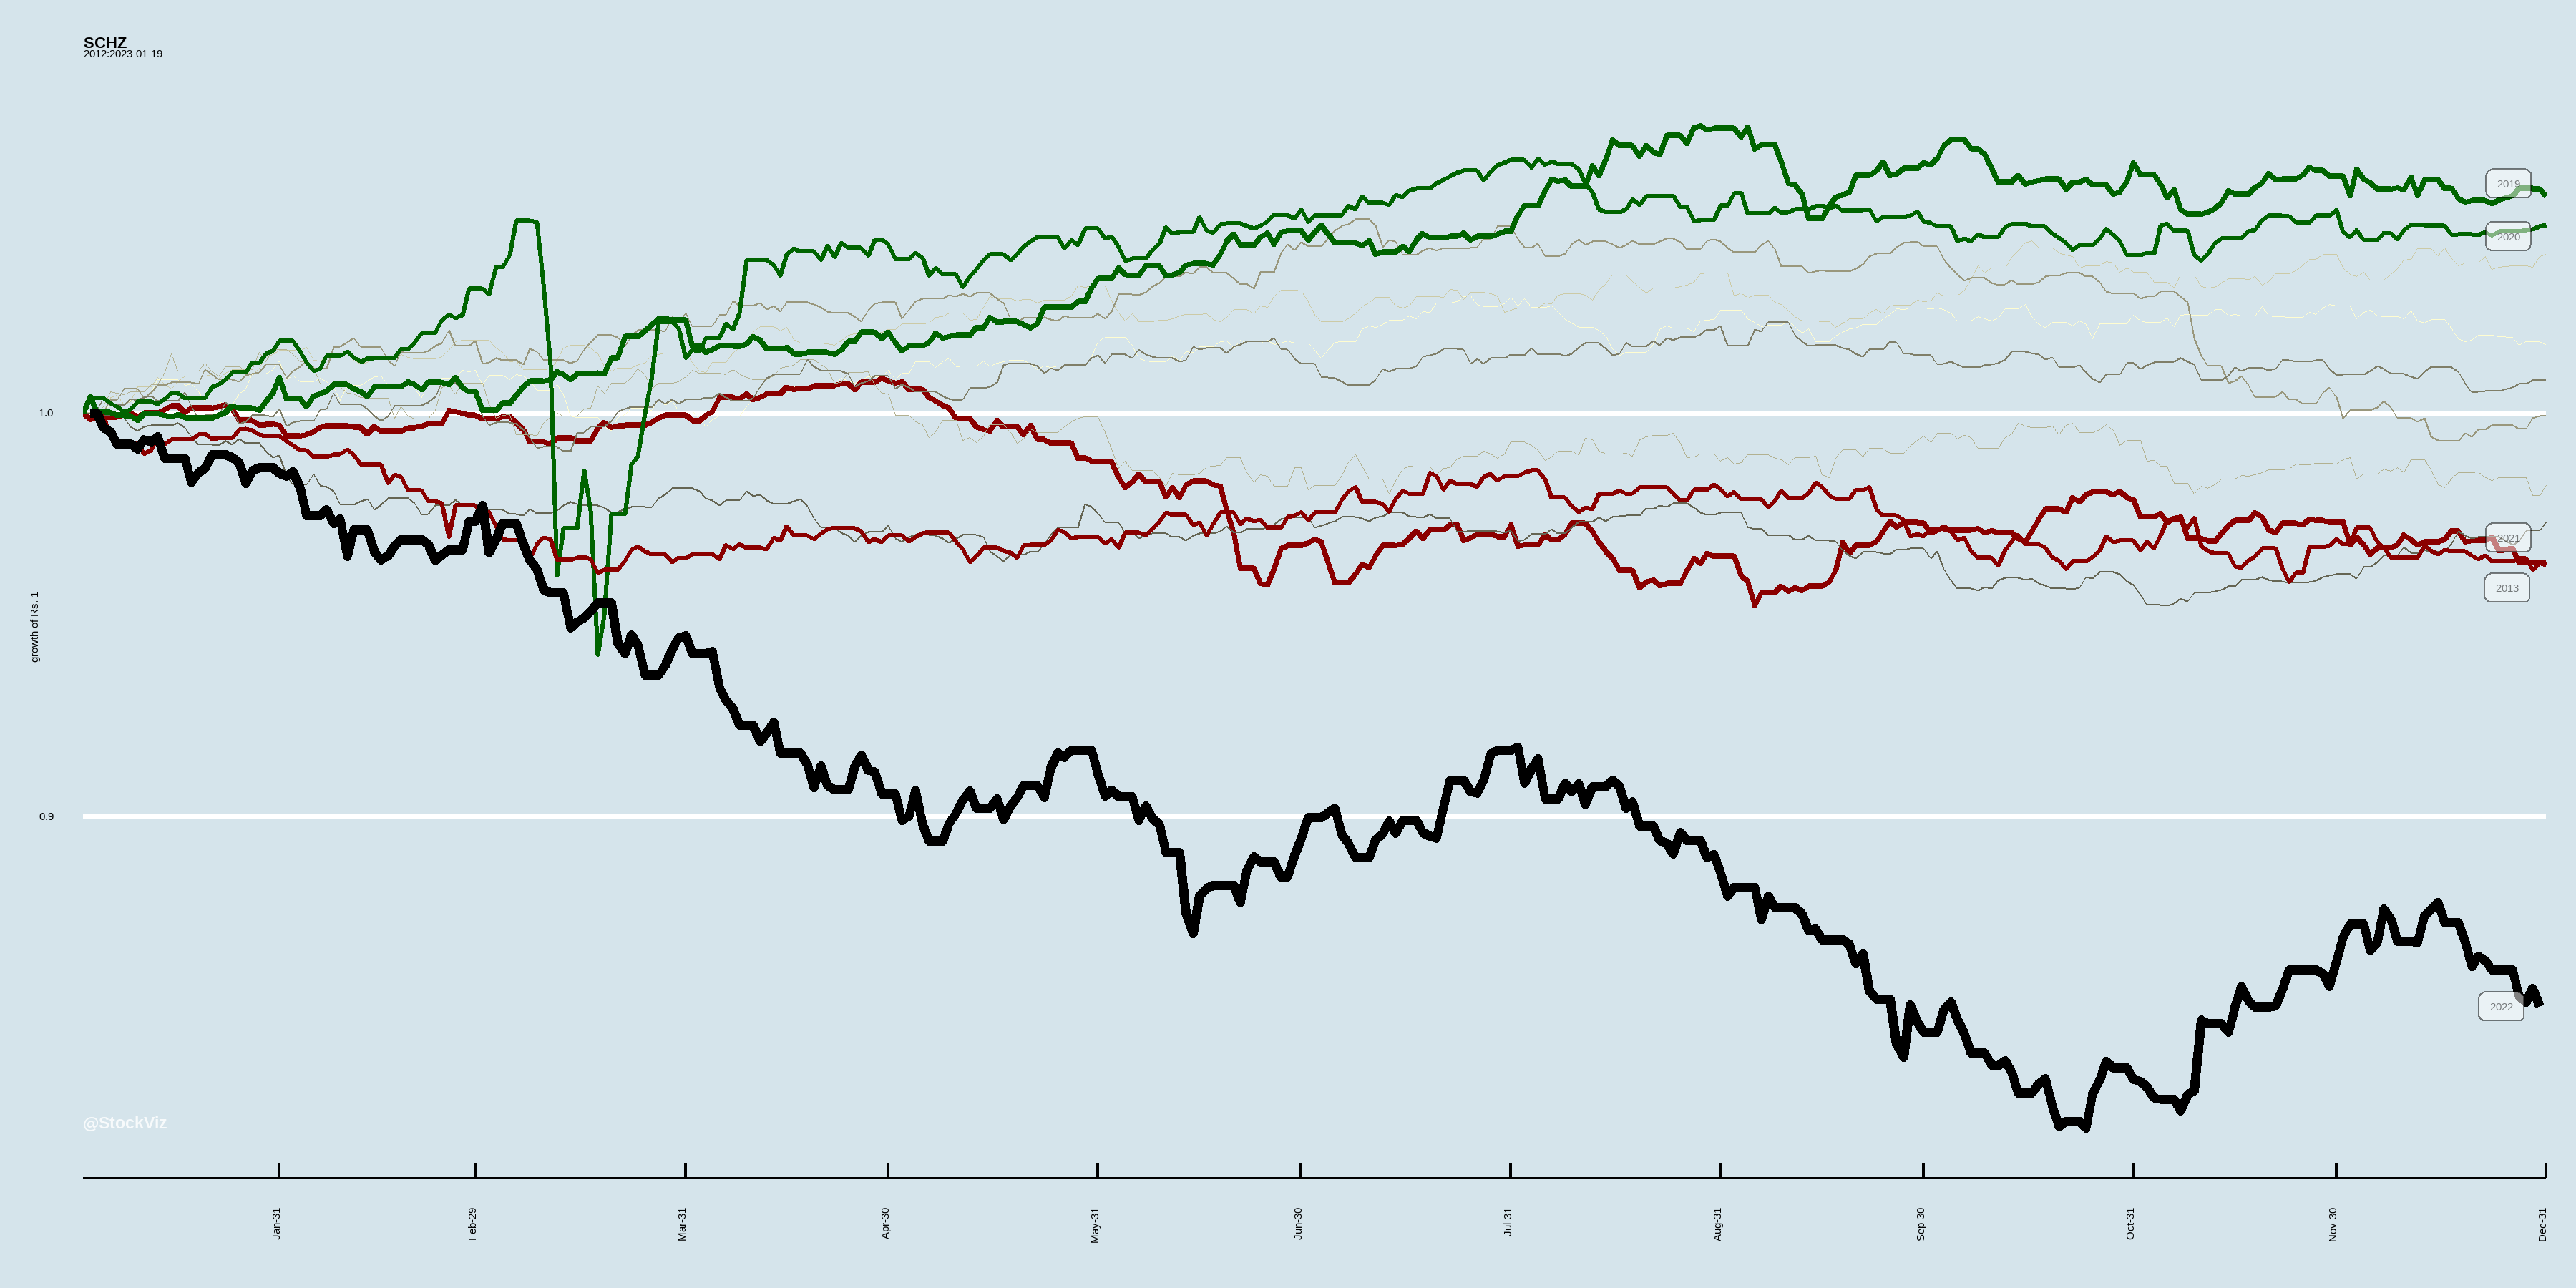 SCHZ
2012:2023-01-19
2019
2020
1.0
2021
2013
growth of Rs. 1
0.9
2022
@StockViz
Jan-31
Feb-29
Mar-31
Apr-30
May-31
Jun-30
Jul-31
Aug-31
Sep-30
Oct-31
Nov-30
Dec-31